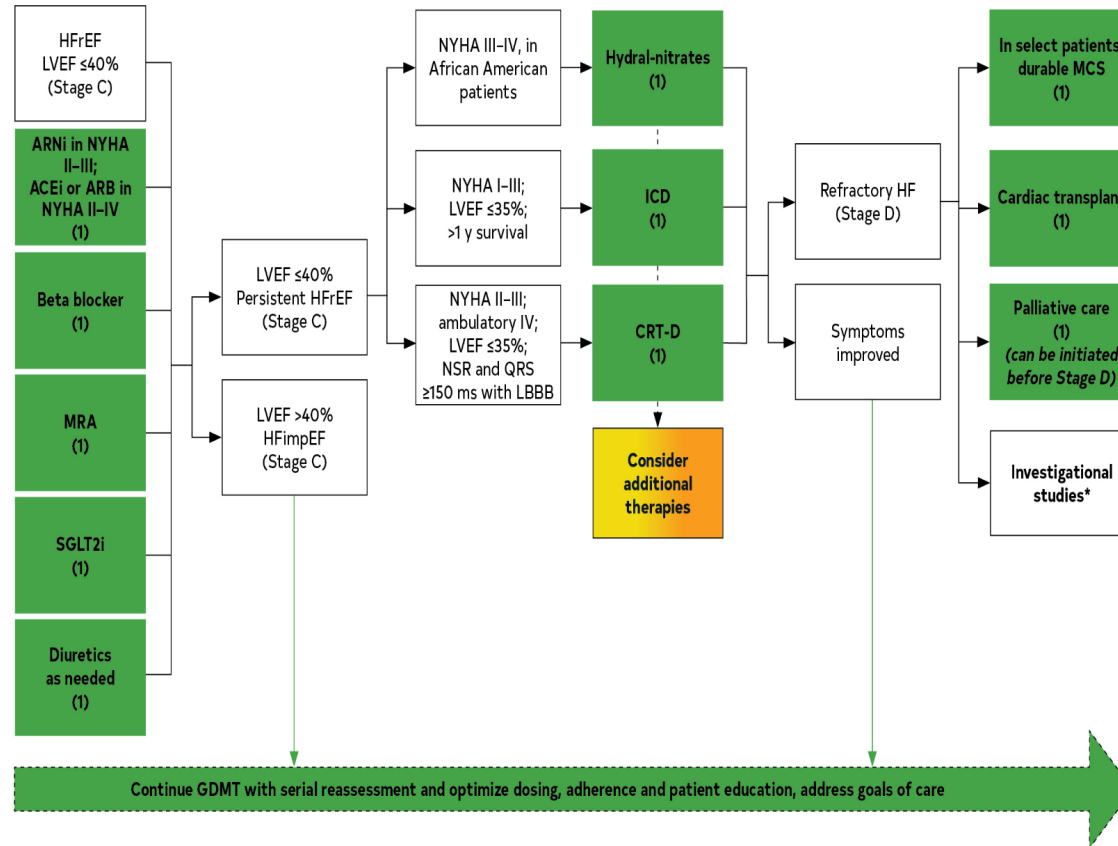 HFrEF
LVEF ≤40%
(Stage C)
ARNi in NYHA
II–III;
ACEi or ARB in
NYHA II–IV
(1)
Beta blocker
(1)
MRA
(1)
SGLT2i
(1)
Diuretics
as needed
(1)
LVEF ≤40%
Persistent HFrEF
(Stage C)
LVEF >40%
HFimpEF
(Stage C)
NYHA III–IV, in
African American
patients
NYHA I–III;
LVEF ≤35%;
>1 y survival
NYHA II–III;
ambulatory IV;
LVEF ≤35%;
NSR and QRS
≥150 ms with LBBB
Hydral-nitrates
(1)
ICD
(1)
CRT-D
(1)
Consider
additional
therapies
Refractory HF
(Stage D)
Symptoms
improved
In select patients
durable MCS
(1)
Cardiac transplant
(1)
Palliative care
(1)
(can be initiated
before Stage D)
Investigational
studies*
Continue GDMT with serial reassessment and optimize dosing, adherence and patient education, address goals of care